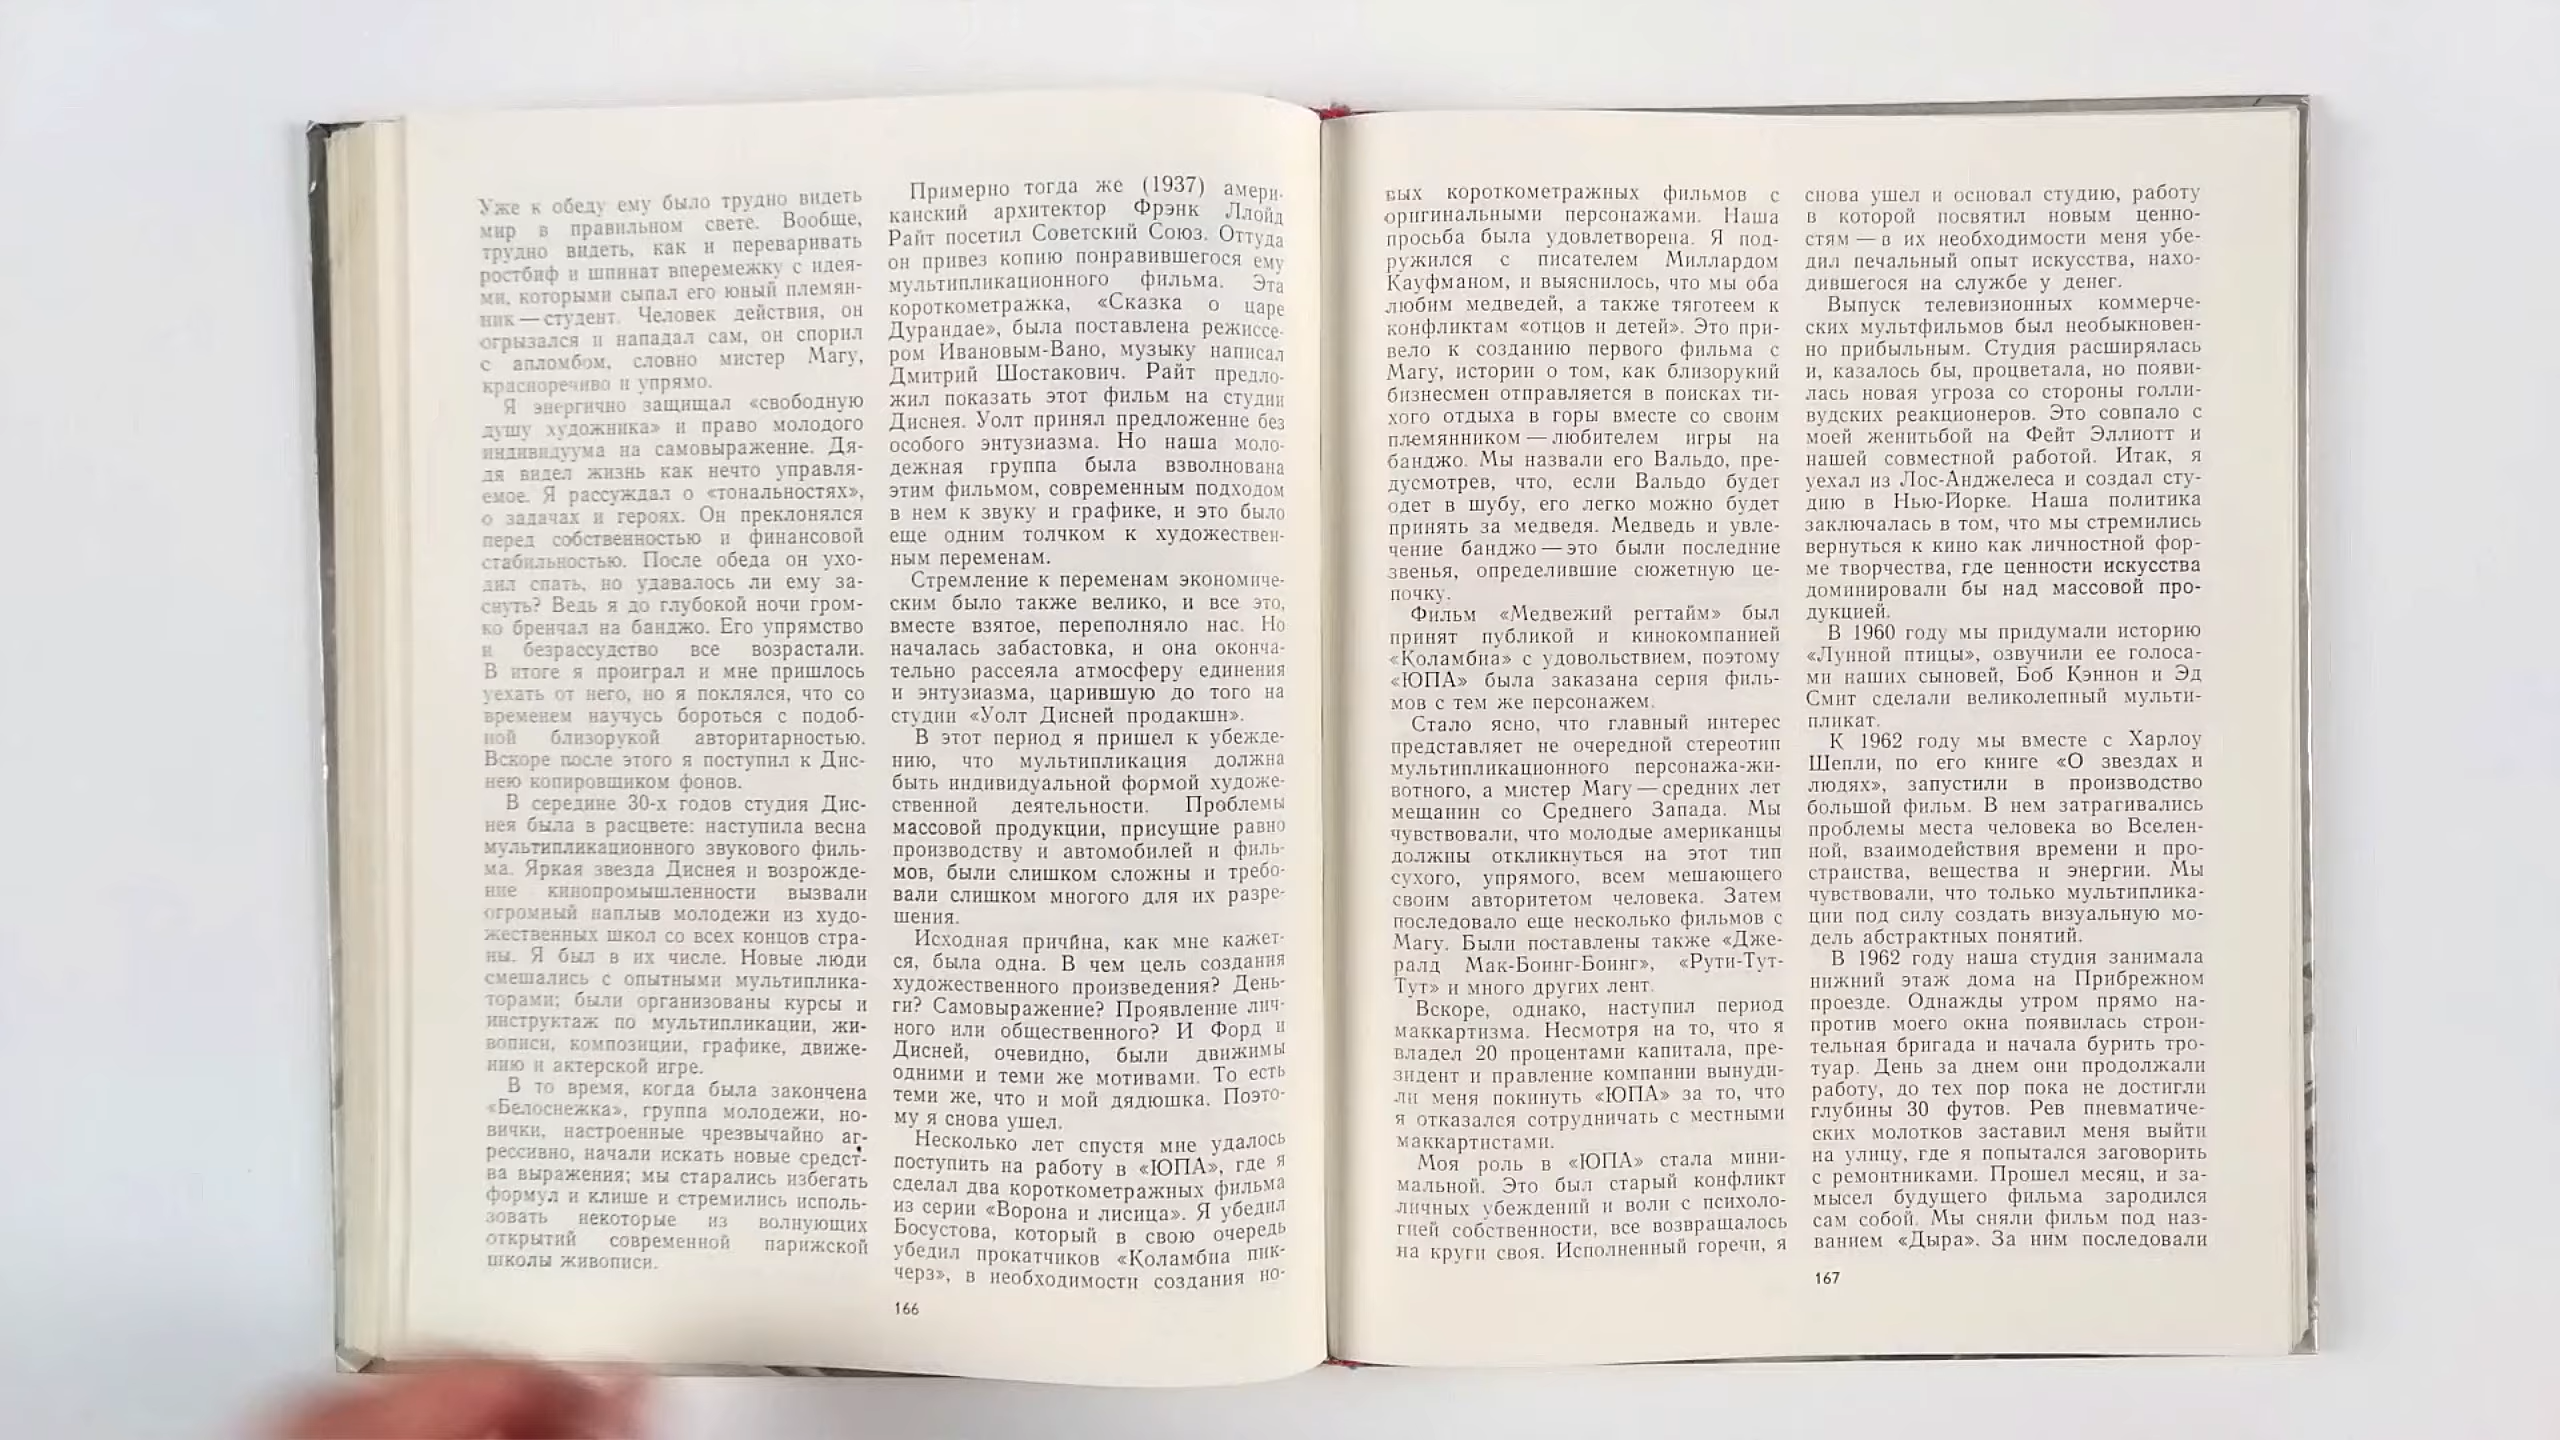 Уже к обеду ему было трудно видеть
мир в правильном свете. Вообще,
трудно видеть, как и переваривать
ростбиф и шпинат вперемежку с идея-
ми, которыми сыпал его юный племян-
ник — студент. Человек действия, он
огрызался и нападал сам, он спорил
с апломбом, словно мистер Магу,
красноречиво и упрямо.
Я энергично защищал «свободную
душу художника» и право молодого
индивидуума на самовыражение. Дя-
дя видел жизнь как нечто управля-
емое. Я рассуждал о «тональностях»,
о задачах и героях. Он преклонялся
перед собственностью и финансовой
стабильностью. После обеда он ухо-
дил спать, но удавалось ли ему за-
снуть? Ведь я до глубокой ночи гром-
ко бренчал на банджо. Его упрямство
и безрассудство все возрастали.
В итоге я проиграл и мне пришлось
уехать от него, но я поклялся, что со
временем научусь бороться с подоб-
ной близорукой авторитарностью.
Вскоре после этого я поступил к Дис-
нею копировщиком фонов.
В середине 30-х годов студия Дис-
нея была в расцвете: наступила весна
мультипликационного звукового филь-
ма. Яркая звезда Диснея и возрожде-
ние кинопромышленности вызвали
огромный наплыв молодежи из худо-
жественных школ со всех концов стра-
ны. Я был в их числе. Новые люди
смешались с опытными мультиплика-
торами; были организованы курсы и
инструктаж по мультипликации, жи-
вописи, композиции, графике, движе-
нию и актерской игре.
В то время, когда была закончена
«Белоснежка», группа молодежи, но-
вички, настроенные чрезвычайно аг-
рессивно, начали искать новые средст-
ва выражения; мы старались избегать
формул и клише и стремились исполь-
зовать некоторые из волнующих
открытий современной парижской
школы живописи.
Примерно тогда же (1937) амери-
канский архитектор Фрэнк Ллойд
Райт посетил Советский Союз. Оттуда
он привез копию понравившегося ему
мультипликационного фильма. Эта
короткометражка, «Сказка о царе
Дурандае», была поставлена режиссе-
ром Ивановым-Вано, музыку написал
Дмитрий Шостакович. Райт предло-
жил показать этот фильм на студии
Диснея. Уолт принял предложение без
особого энтузиазма. Но наша моло-
дежная группа была взволнована
этим фильмом, современным подходом
в нем к звуку и графике, и это было
еще одним толчком к художествен-
ным переменам.
Стремление к переменам экономиче-
ским было также велико, и все это,
вместе взятое, переполняло нас. Но
началась забастовка, и она оконча-
тельно рассеяла атмосферу единения
и энтузиазма, царившую до того на
студии «Уолт Дисней продакшн».
В этот период я пришел к убежде-
нию, что мультипликация должна
быть индивидуальной формой художе-
ственной деятельности. Проблемы
массовой продукции, присущие равно
производству и автомобилей и филь-
мов, были слишком сложны и требо-
вали слишком многого для их разре-
шения.
Исходная причина, как мне кажет-
ся, была одна. В чем цель создания
художественного произведения? День-
ги? Самовыражение? Проявление лич-
ного или общественного? И Форд и
Дисней, очевидно, были движимы
одними и теми же мотивами. То есть
теми же, что и мой дядюшка. Поэто-
му я снова ушел.
Несколько лет спустя мне удалось
поступить на работу в «ЮПА», где я
сделал два короткометражных фильма
из серии «Ворона и лисица». Я убедил
Босустова, который в свою очередь
убедил прокатчиков «Коламбиа пик-
черз», в необходимости создания но-
166
вых короткометражных фильмов с
оригинальными персонажами. Наша
просьба была удовлетворена. Я под-
ружился с писателем Миллардом
Кауфманом, и выяснилось, что мы оба
любим медведей, а также тяготеем к
конфликтам «отцов и детей». Это при-
вело к созданию первого фильма с
Магу, истории о том, как близорукий
бизнесмен отправляется в поисках ти-
хого отдыха в горы вместе со своим
племянником — любителем игры на
банджо. Мы назвали его Вальдо, пре-
дусмотрев, что, если Вальдо будет
одет в шубу, его легко можно будет
принять за медведя. Медведь и увле-
чение банджо — это были последние
звенья, определившие сюжетную це-
почку.
Фильм «Медвежий регтайм» был
принят публикой и кинокомпанией
«Коламбиа» с удовольствием, поэтому
«ЮПА» была заказана серия филь-
мов с тем же персонажем.
Стало ясно, что главный интерес
представляет не очередной стереотип
мультипликационного персонажа-жи-
вотного, а мистер Магу — средних лет
мещанин со Среднего Запада. Мы
чувствовали, что молодые американцы
должны откликнуться на этот тип
сухого, упрямого, всем мешающего
своим авторитетом человека. Затем
последовало еще несколько фильмов с
Магу. Были поставлены также «Дже-
ралд Мак-Боинг-Боинг», «Рути-Тут-
Тут» и много других лент.
Вскоре, однако, наступил период
маккартизма. Несмотря на то, что я
владел 20 процентами капитала, пре-
зидент и правление компании вынуди-
ли меня покинуть «ЮПА» за то, что
я отказался сотрудничать с местными
маккартистами.
Моя роль в «ЮПА» стала мини-
мальной. Это был старый конфликт
личных убеждений и воли с психоло-
гией собственности, все возвращалось
на круги своя. Исполненный горечи, я
снова ушел и основал студию, работу
в которой посвятил новым ценно-
стям — в их необходимости меня убе-
дил печальный опыт искусства, нахо-
дившегося на службе у денег.
Выпуск телевизионных коммерче-
ских мультфильмов был необыкновен-
но прибыльным. Студия расширялась
и, казалось бы, процветала, но появи-
лась новая угроза со стороны голли-
вудских реакционеров. Это совпало с
моей женитьбой на Фейт Эллиотт и
нашей совместной работой. Итак, я
уехал из Лос-Анджелеса и создал сту-
дию в Нью-Йорке. Наша политика
заключалась в том, что мы стремились
вернуться к кино как личностной фор-
ме творчества, где ценности искусства
доминировали бы над массовой про-
дукцией.
В 1960 году мы придумали историю
«Лунной птицы», озвучили ее голоса-
ми наших сыновей, Боб Кэннон и Эд
Смит сделали великолепный мульти-
пликат.
К 1962 году мы вместе с Харлоу
Шепли, по его книге «О звездах и
людях», запустили в производство
большой фильм. В нем затрагивались
проблемы места человека во Вселен-
ной, взаимодействия времени и про-
странства, вещества и энергии. Мы
чувствовали, что только мультиплика-
ции под силу создать визуальную мо-
дель абстрактных понятий.
В 1962 году наша студия занимала
нижний этаж дома на Прибрежном
проезде. Однажды утром прямо на-
против моего окна появилась строи-
тельная бригада и начала бурить тро-
туар. День за днем они продолжали
работу, до тех пор пока не достигли
глубины 30 футов. Рев пневматиче-
ских молотков заставил меня выйти
на улицу, где я попытался заговорить
с ремонтниками. Прошел месяц, и за-
мысел будущего фильма зародился
сам собой. Мы сняли фильм под наз-
ванием «Дыра». За ним последовали
167